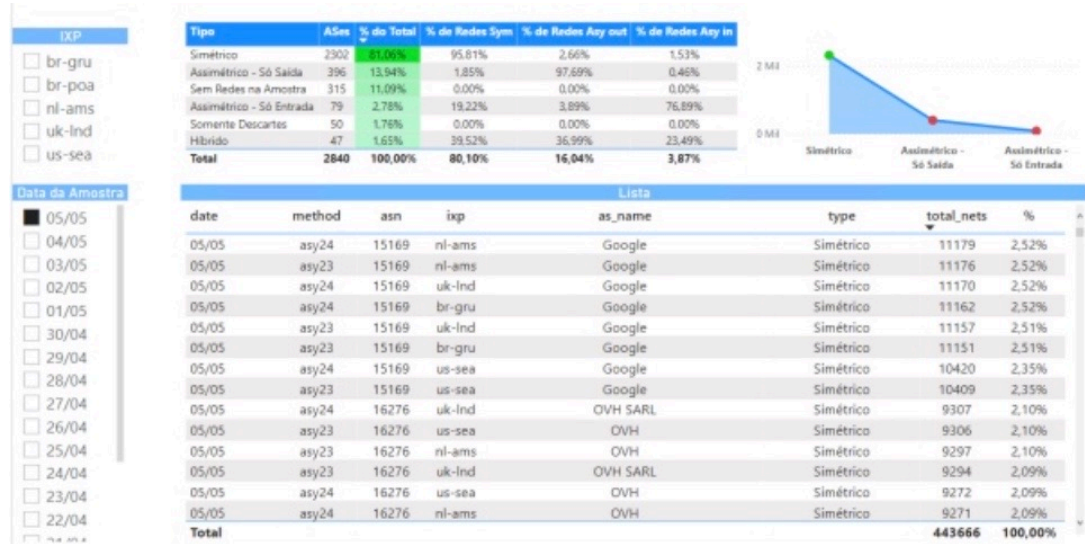 IXP
br-gru
br-poa
nl-ams
uk-lnd
us-sea
Tipo ASes % do Total % de Redes Sym % de Redes Asy out % de Redes Asy in
Simétrico 2302 81,06% 95,81% 2,66% 1,53%
Assimétrico - Só Saída 396 13,94% 1,85% 97,69% 0,46%
Sem Redes na Amostra 315 11,09% 0,00% 0,00% 0,00%
Assimétrico - Só Entrada 79 2,78% 19,22% 3,89% 76,89%
Somente Descartes 50 1,76% 0,00% 0,00% 0,00%
Híbrido 47 1,65% 39,52% 36,99% 23,49%
Total 2840 100,00% 80,10% 16,04% 3,87%
2 Mil
0 Mil
Simétrico Assimétrico - Só Saída Assimétrico - Só Entrada
Data da Amostra
05/05
04/05
03/05
02/05
01/05
30/04
29/04
28/04
27/04
26/04
25/04
24/04
23/04
22/04
Lista
date method asn ixp as_name type total_nets %
05/05 asy24 15169 nl-ams Google Simétrico 11179 2,52%
05/05 asy23 15169 nl-ams Google Simétrico 11176 2,52%
05/05 asy24 15169 uk-lnd Google Simétrico 11170 2,52%
05/05 asy24 15169 br-gru Google Simétrico 11162 2,52%
05/05 asy23 15169 uk-lnd Google Simétrico 11157 2,51%
05/05 asy23 15169 br-gru Google Simétrico 11151 2,51%
05/05 asy24 15169 us-sea Google Simétrico 10420 2,35%
05/05 asy23 15169 us-sea Google Simétrico 10409 2,35%
05/05 asy24 16276 uk-lnd OVH SARL Simétrico 9307 2,10%
05/05 asy23 16276 us-sea OVH Simétrico 9306 2,10%
05/05 asy23 16276 nl-ams OVH Simétrico 9297 2,10%
05/05 asy23 16276 uk-lnd OVH SARL Simétrico 9294 2,09%
05/05 asy24 16276 us-sea OVH Simétrico 9272 2,09%
05/05 asy24 16276 nl-ams OVH Simétrico 9271 2,09%
Total 443666 100,00%